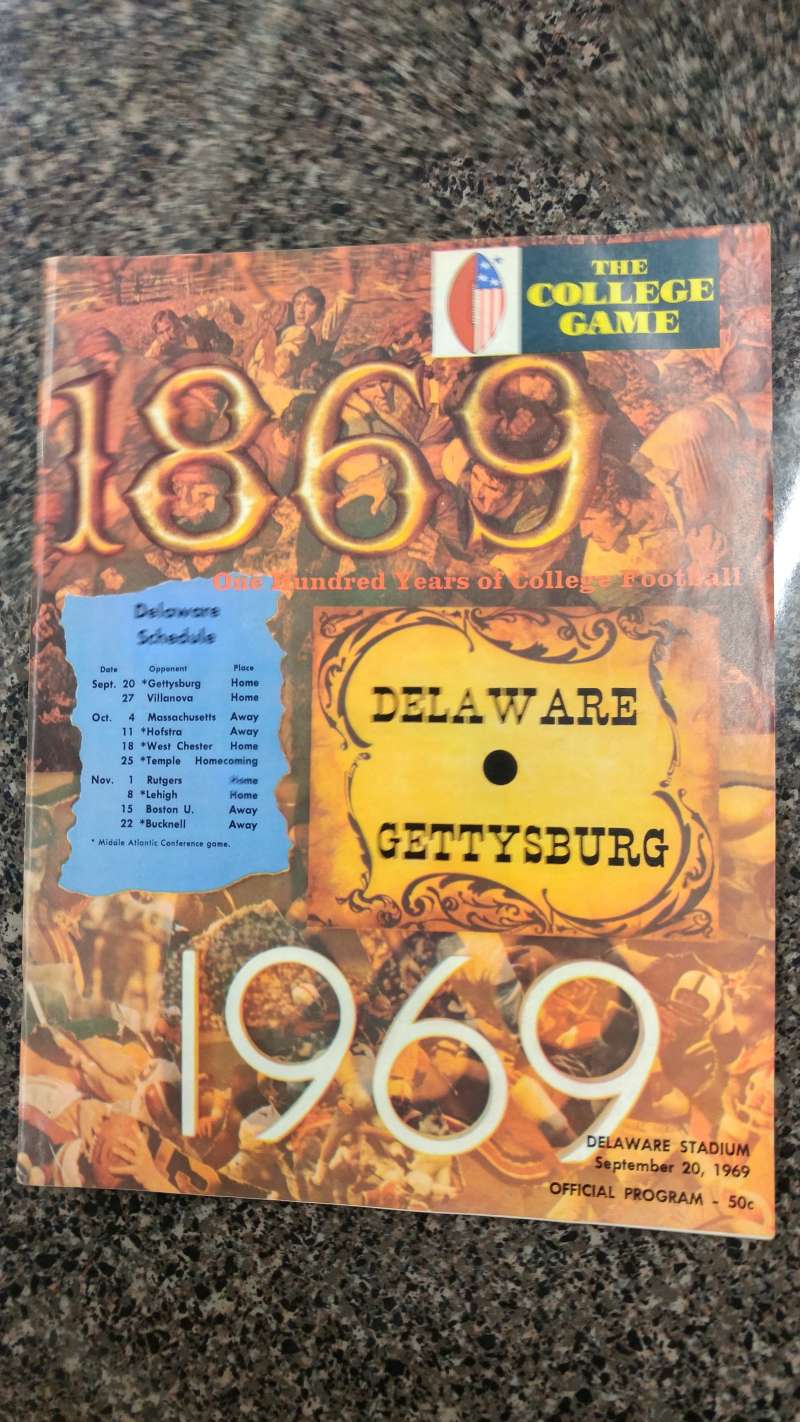 THE
COLLEGE
GAME
1869
One Hundred Years of College Football
Delaware
Schedule
Date Opponent Place
Sept. 20 *Gettysburg Home
27 Villanova Home
Oct. 4 Massachusetts Away
11 *Hofstra Away
18 *West Chester Home
25 *Temple Homecoming
Nov. 1 Rutgers Home
8 *Lehigh Home
15 Boston U. Away
22 *Bucknell Away
* Middle Atlantic Conference game.
DELAWARE
GETTYSBURG
1969
DELAWARE STADIUM
September 20, 1969
OFFICIAL PROGRAM - 50c